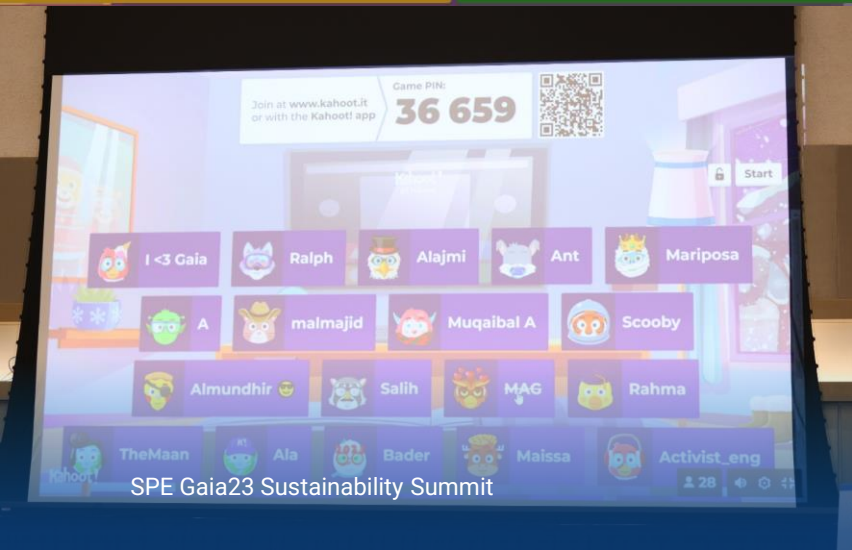 Join at www.kahoot.it
or with the Kahoot! app
Game PIN:
36 659
Start
Kahoot!
I <3 Gaia
Ralph
Alajmi
Ant
Mariposa
A
malmajid
Muqaibal A
Scooby
Almundhir 😎
Salih
MAG
Rahma
TheMaan
Ala
Bader
Maissa
Activist_eng
Kahoot!
28
SPE Gaia23 Sustainability Summit